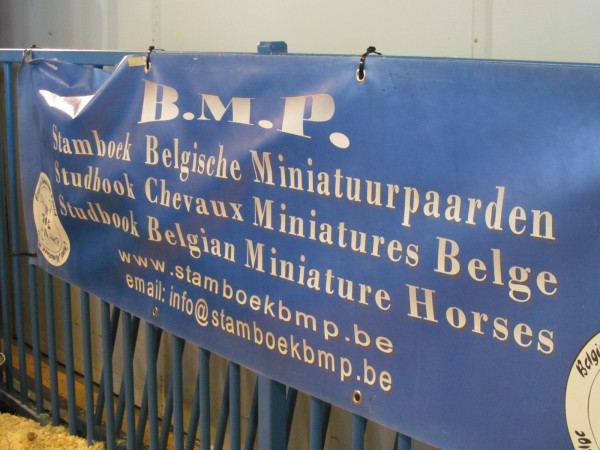 B.M.P.
Stamboek Belgische Miniatuurpaarden
Studbook Chevaux Miniatures Belge
Studbook Belgian Miniature Horses
www.stamboekbmp.be
email: info@stamboekbmp.be